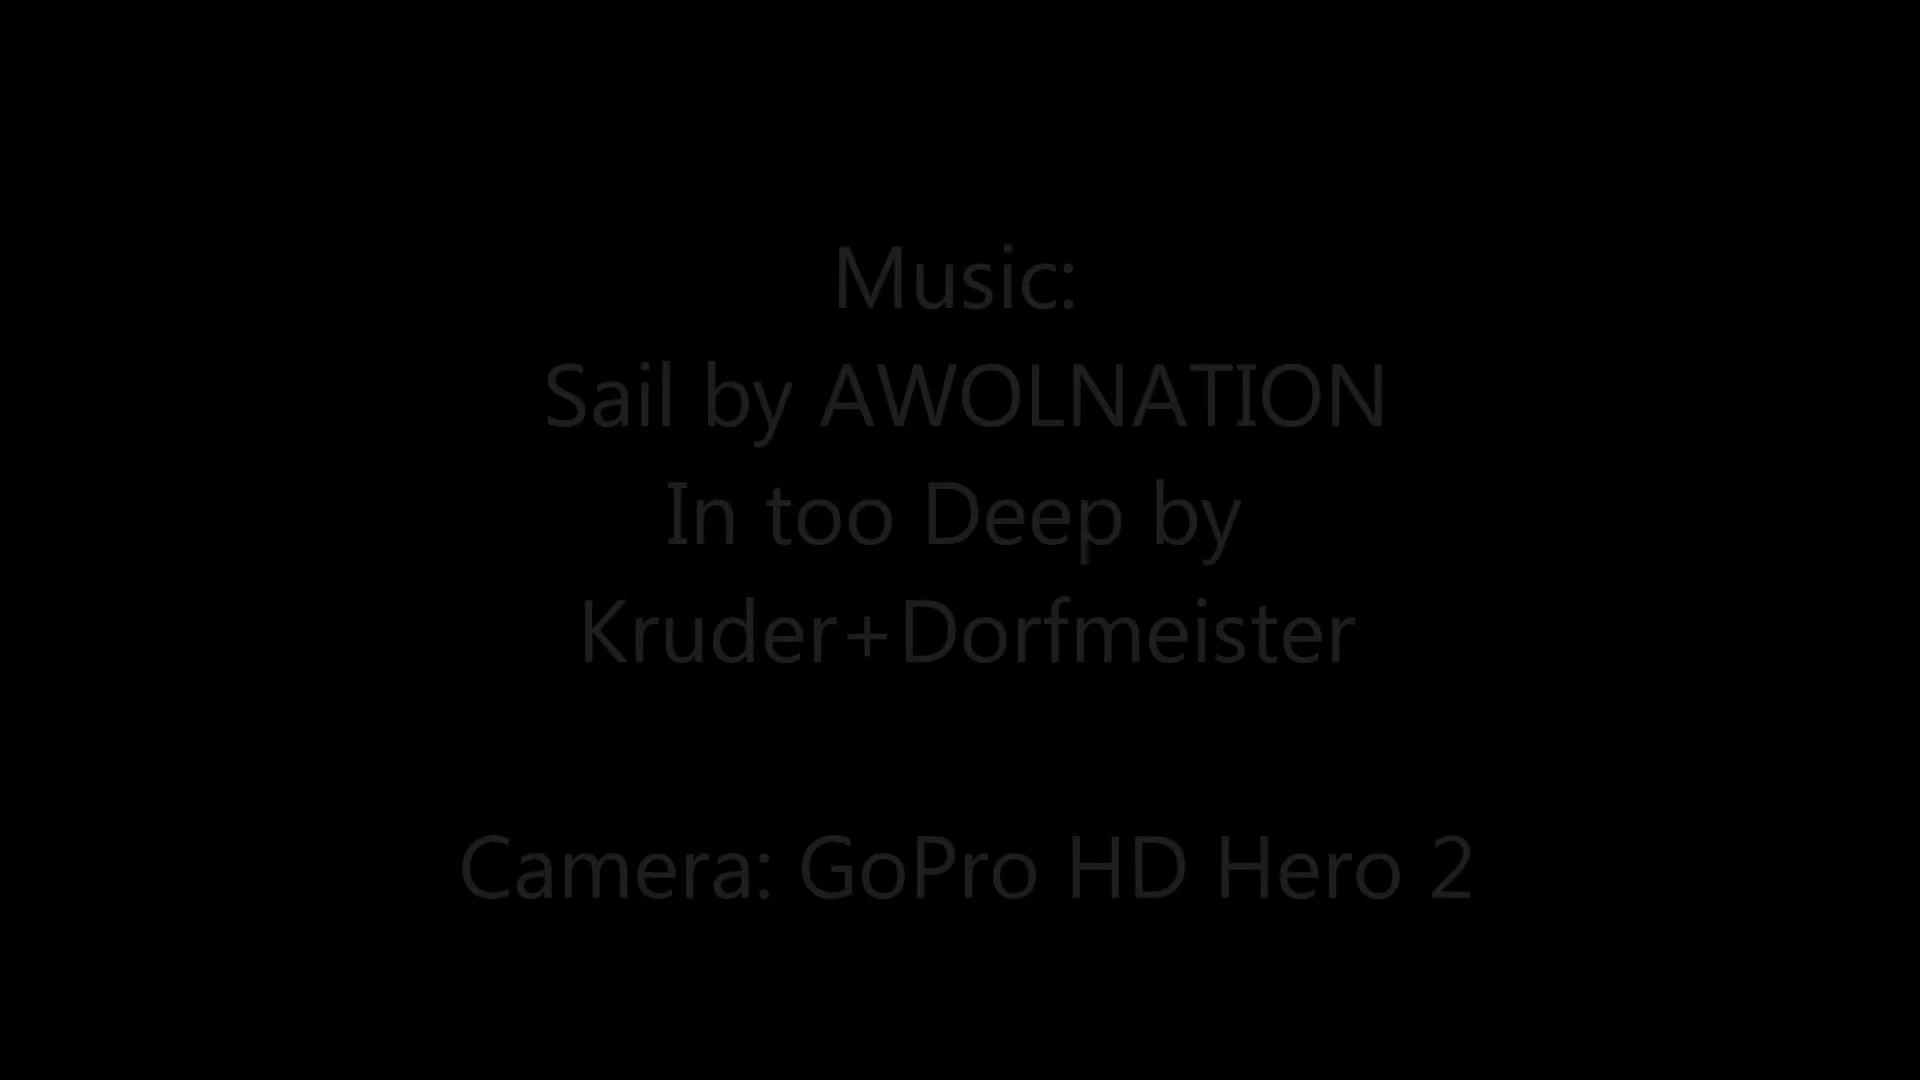 Music:
Sail by AWOLNATION
In too Deep by
Kruder+Dorfmeister
Camera: GoPro HD Hero 2